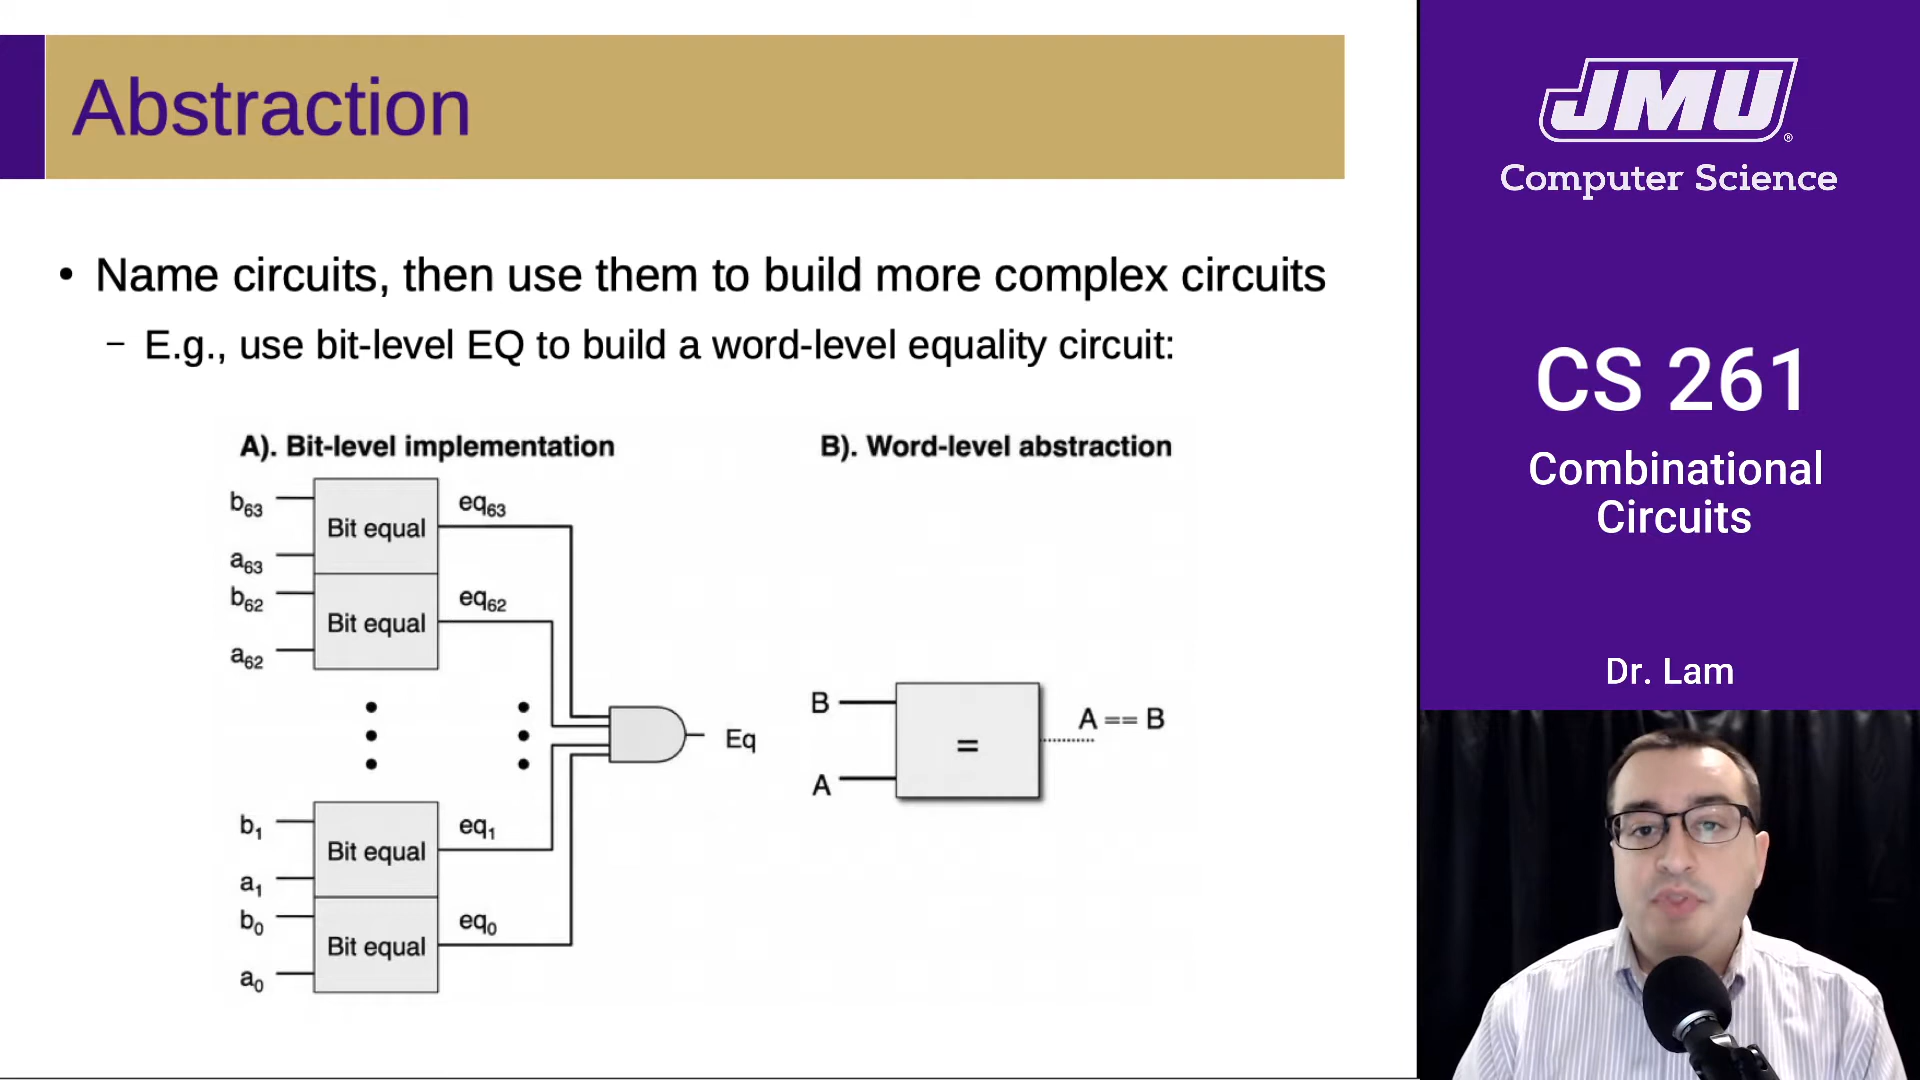 Abstraction
• Name circuits, then use them to build more complex circuits
– E.g., use bit-level EQ to build a word-level equality circuit:
A). Bit-level implementation
b63
Bit equal
eq63
a63
b62
Bit equal
eq62
a62
Eq
b1
Bit equal
eq1
a1
b0
Bit equal
eq0
a0
B). Word-level abstraction
B
A
=
A == B
JMU®
Computer Science
CS 261
Combinational
Circuits
Dr. Lam